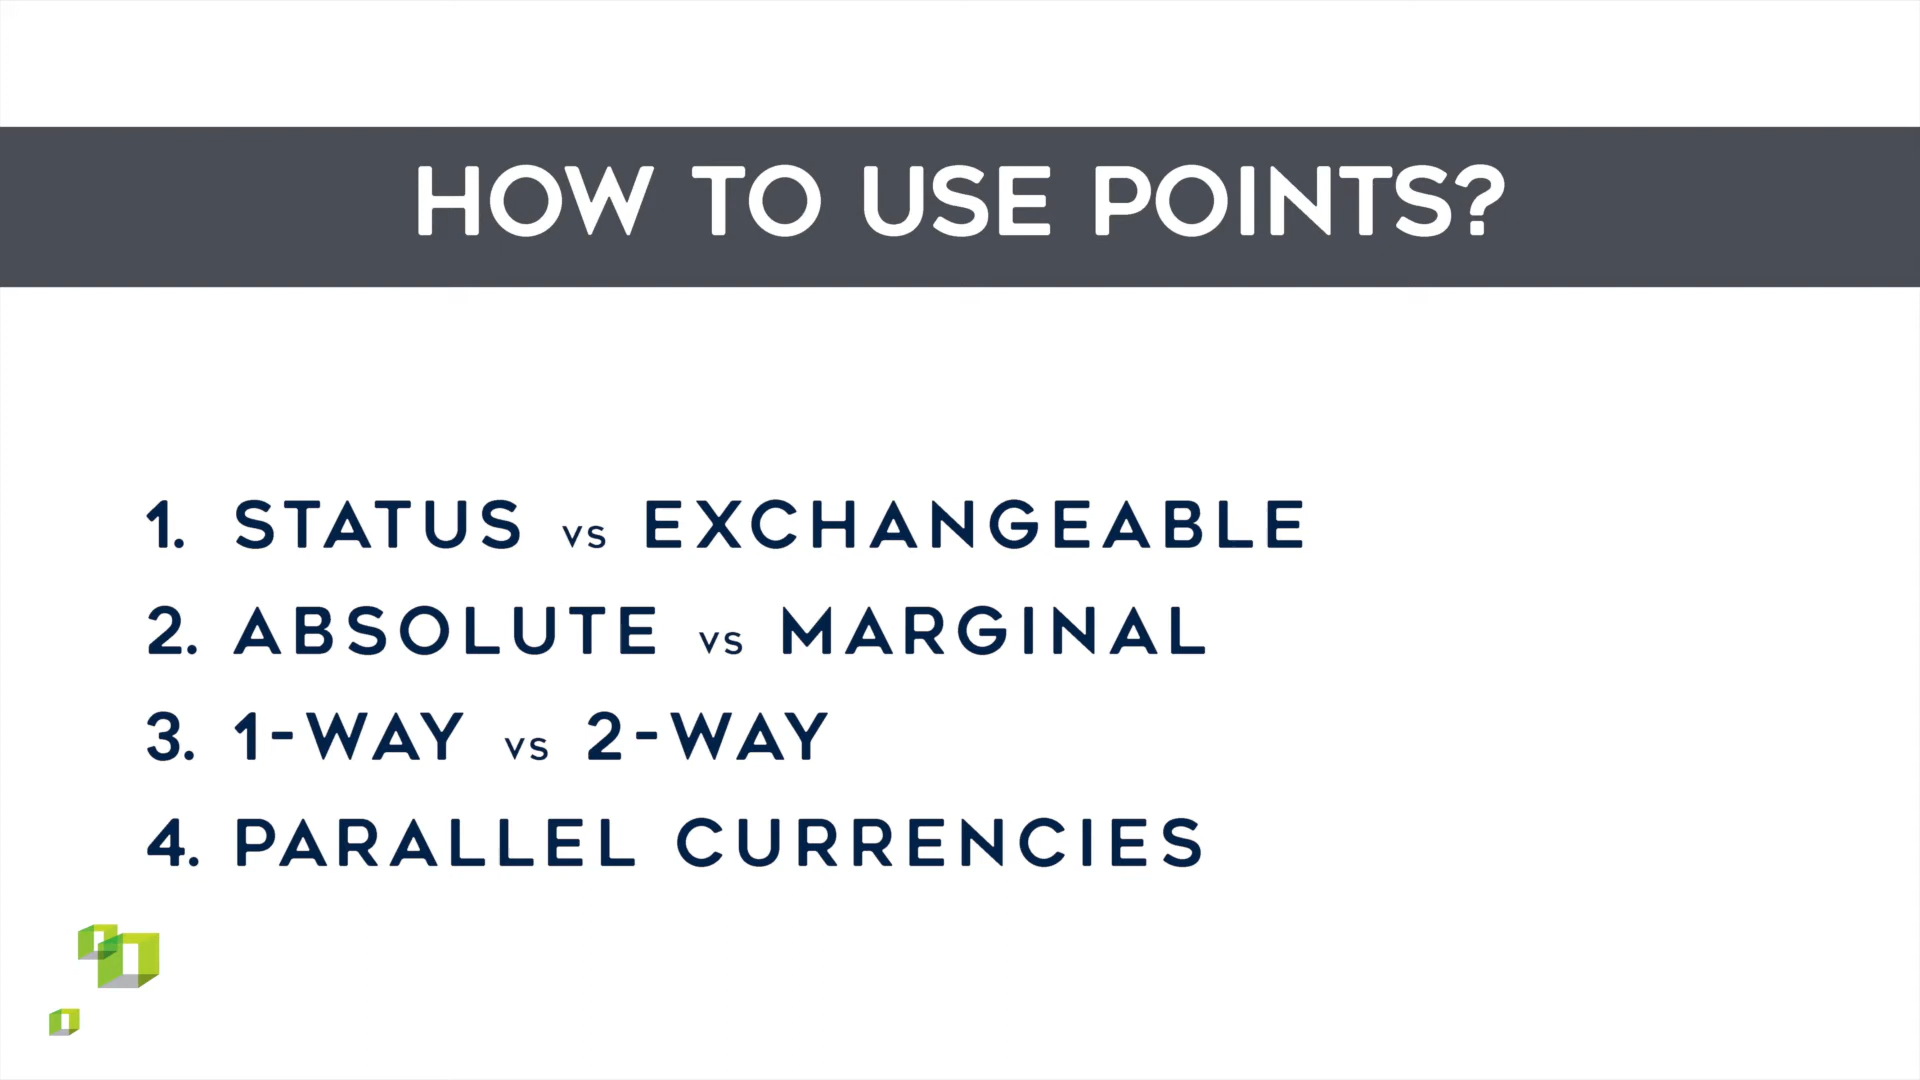 HOW TO USE POINTS?
1. STATUS vs EXCHANGEABLE
2. ABSOLUTE vs MARGINAL
3. 1-WAY vs 2-WAY
4. PARALLEL CURRENCIES